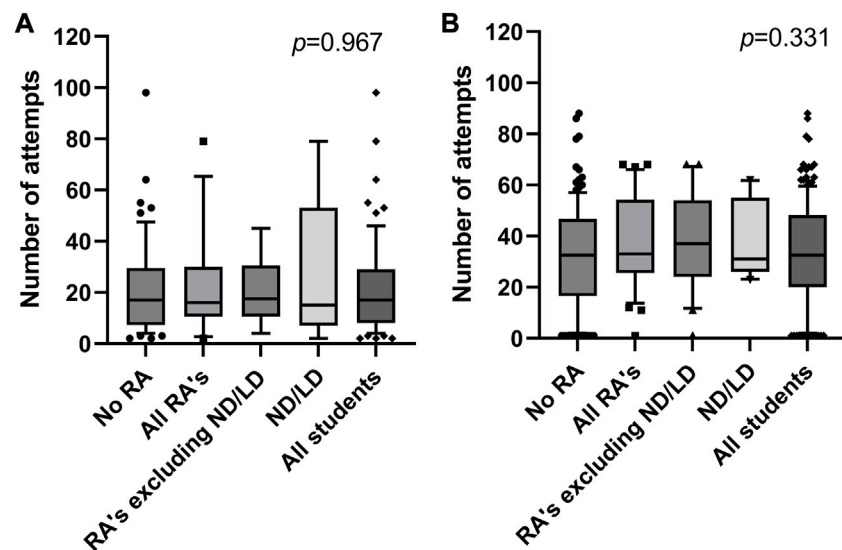 A
p=0.967
Number of attempts
120
100
80
60
40
20
0
No RA
All RA's
RA's excluding ND/LD
ND/LD
All students
B
p=0.331
Number of attempts
120
100
80
60
40
20
0
No RA
All RA's
RA's excluding ND/LD
ND/LD
All students